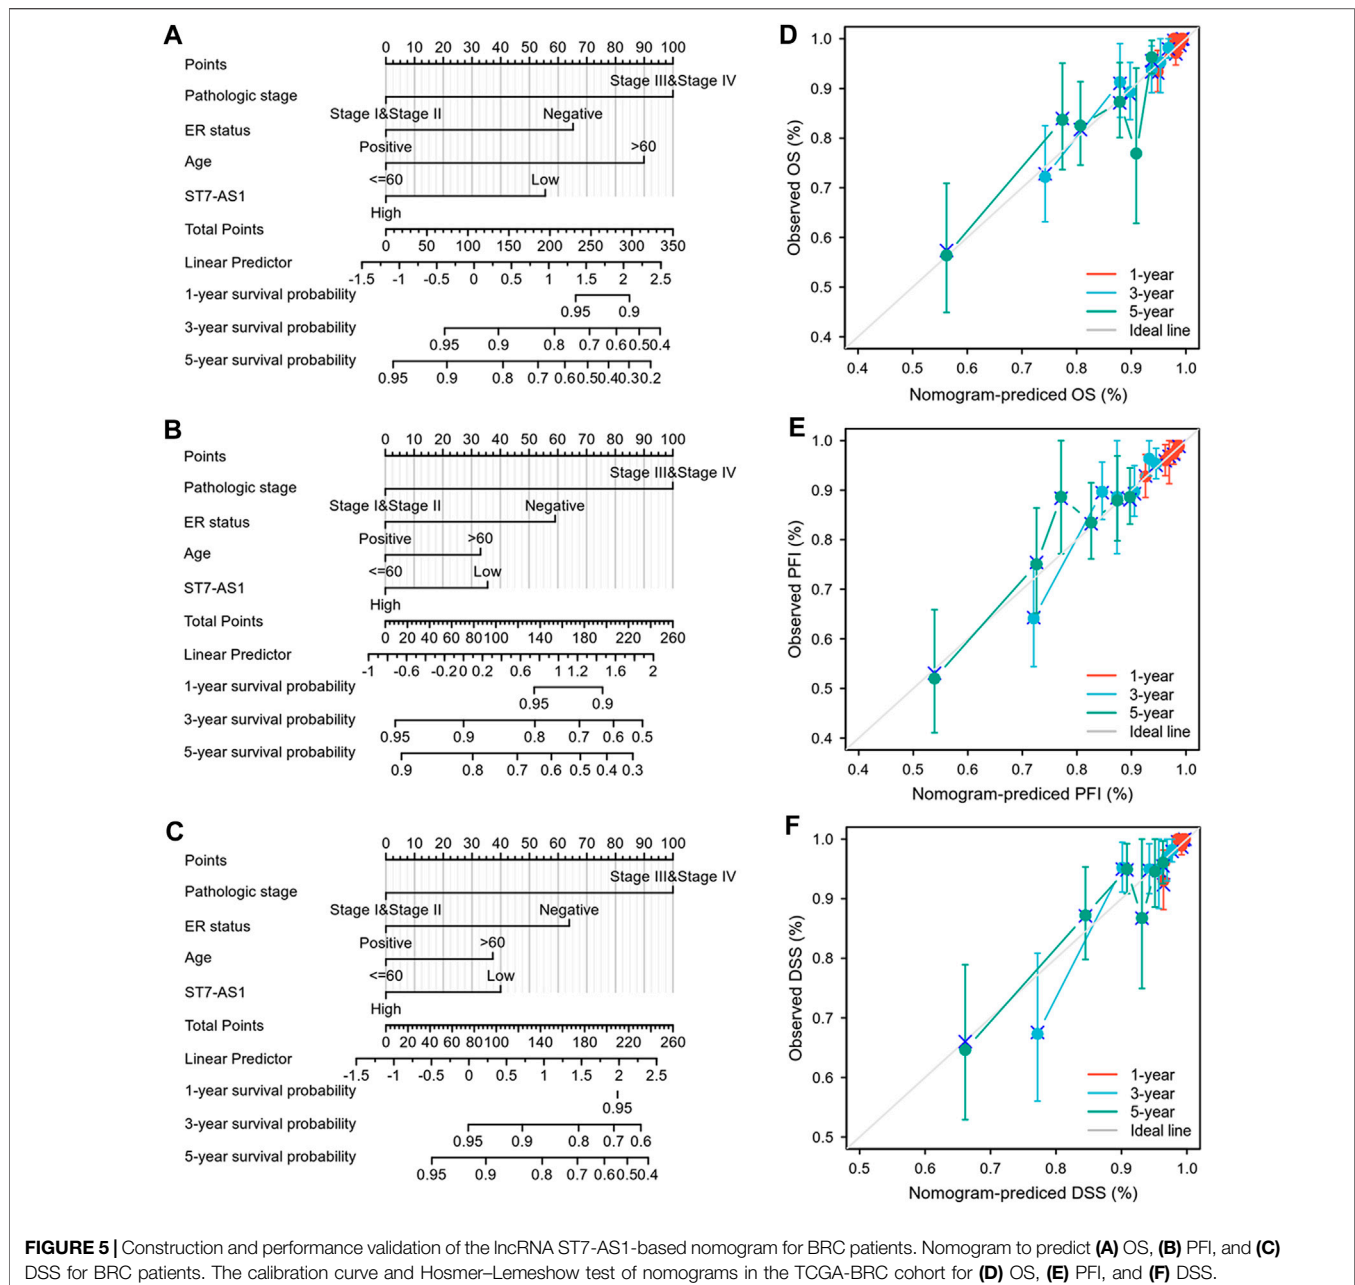 A
0 10 20 30 40 50 60 70 80 90 100
Points
Stage III&Stage IV
Pathologic stage
Stage I&Stage II Negative
ER status
Positive >60
Age
<=60 Low
ST7-AS1
High
Total Points
0 50 100 150 200 250 300 350
Linear Predictor
-1.5 -1 -0.5 0 0.5 1 1.5 2 2.5
1-year survival probability
0.95 0.9
3-year survival probability
0.95 0.9 0.8 0.7 0.6 0.5 0.4
5-year survival probability
0.95 0.9 0.8 0.7 0.6 0.5 0.4 0.3 0.2
B
0 10 20 30 40 50 60 70 80 90 100
Points
Stage III&Stage IV
Pathologic stage
Stage I&Stage II Negative
ER status
Positive >60
Age
<=60 Low
ST7-AS1
High
Total Points
0 20 40 60 80 100 140 180 220 260
Linear Predictor
-1 -0.6 -0.2 0 0.2 0.6 1 1.2 1.6 2
1-year survival probability
0.95 0.9
3-year survival probability
0.95 0.9 0.8 0.7 0.6 0.5
5-year survival probability
0.9 0.8 0.7 0.6 0.5 0.4 0.3
C
0 10 20 30 40 50 60 70 80 90 100
Points
Stage III&Stage IV
Pathologic stage
Stage I&Stage II Negative
ER status
Positive >60
Age
<=60 Low
ST7-AS1
High
Total Points
0 20 40 60 80 100 140 180 220 260
Linear Predictor
-1.5 -1 -0.5 0 0.5 1 1.5 2 2.5
1-year survival probability
0.95
3-year survival probability
0.95 0.9 0.8 0.7 0.6
5-year survival probability
0.95 0.9 0.8 0.7 0.6 0.5 0.4
D
Observed OS (%)
1.0
0.9
0.8
0.7
0.6
0.5
0.4
1-year
3-year
5-year
Ideal line
0.4 0.5 0.6 0.7 0.8 0.9 1.0
Nomogram-prediced OS (%)
E
Observed PFI (%)
1.0
0.9
0.8
0.7
0.6
0.5
0.4
1-year
3-year
5-year
Ideal line
0.4 0.5 0.6 0.7 0.8 0.9 1.0
Nomogram-prediced PFI (%)
F
Observed DSS (%)
1.0
0.9
0.8
0.7
0.6
0.5
1-year
3-year
5-year
Ideal line
0.5 0.6 0.7 0.8 0.9 1.0
Nomogram-prediced DSS (%)
FIGURE 5 | Construction and performance validation of the lncRNA ST7-AS1-based nomogram for BRC patients. Nomogram to predict (A) OS, (B) PFI, and (C)
DSS for BRC patients. The calibration curve and Hosmer–Lemeshow test of nomograms in the TCGA-BRC cohort for (D) OS, (E) PFI, and (F) DSS.